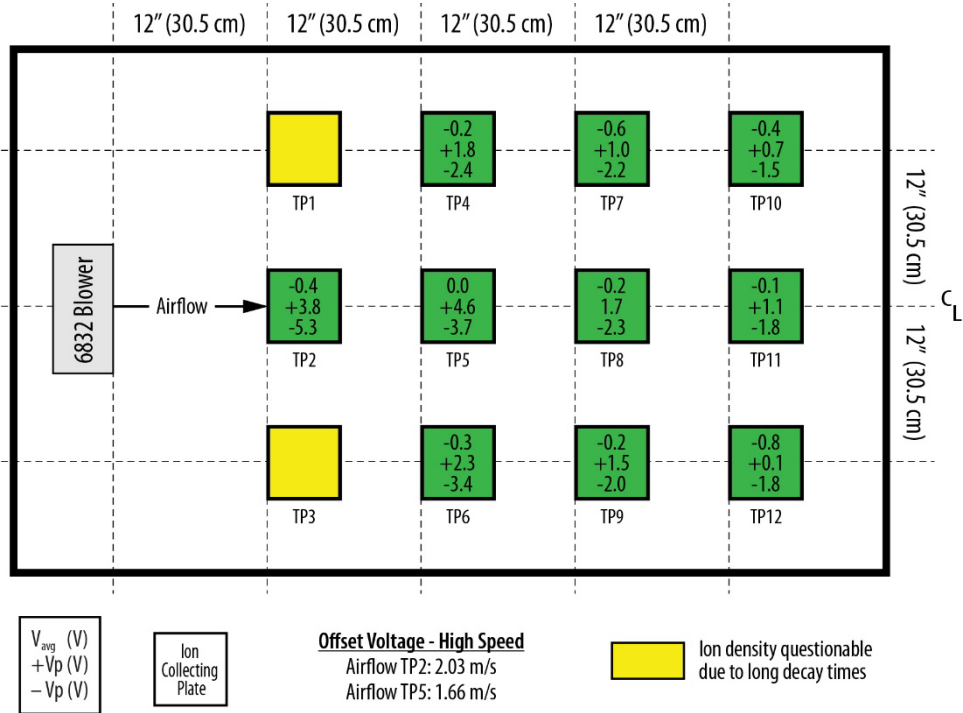 12” (30.5 cm) 12” (30.5 cm) 12” (30.5 cm) 12” (30.5 cm)
TP1
-0.2
+1.8
-2.4
TP4
-0.6
+1.0
-2.2
TP7
-0.4
+0.7
-1.5
TP10
12” (30.5 cm)
6832 Blower
Airflow
-0.4
+3.8
-5.3
TP2
0.0
+4.6
-3.7
TP5
-0.2
1.7
-2.3
TP8
-0.1
+1.1
-1.8
TP11
CL
12” (30.5 cm)
TP3
-0.3
+2.3
-3.4
TP6
-0.2
+1.5
-2.0
TP9
-0.8
+0.1
-1.8
TP12
Vavg (V)
+Vp (V)
– Vp (V)
Ion
Collecting
Plate
Offset Voltage - High Speed
Airflow TP2: 2.03 m/s
Airflow TP5: 1.66 m/s
Ion density questionable
due to long decay times